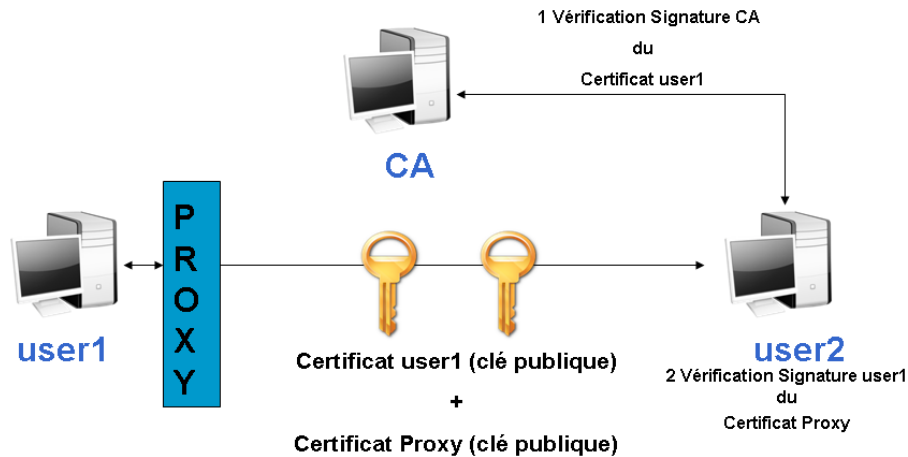 1 Vérification Signature CA
du
Certificat user1
CA
PROXY
user1
user2
Certificat user1 (clé publique)
+
Certificat Proxy (clé publique)
2 Vérification Signature user1
du
Certificat Proxy